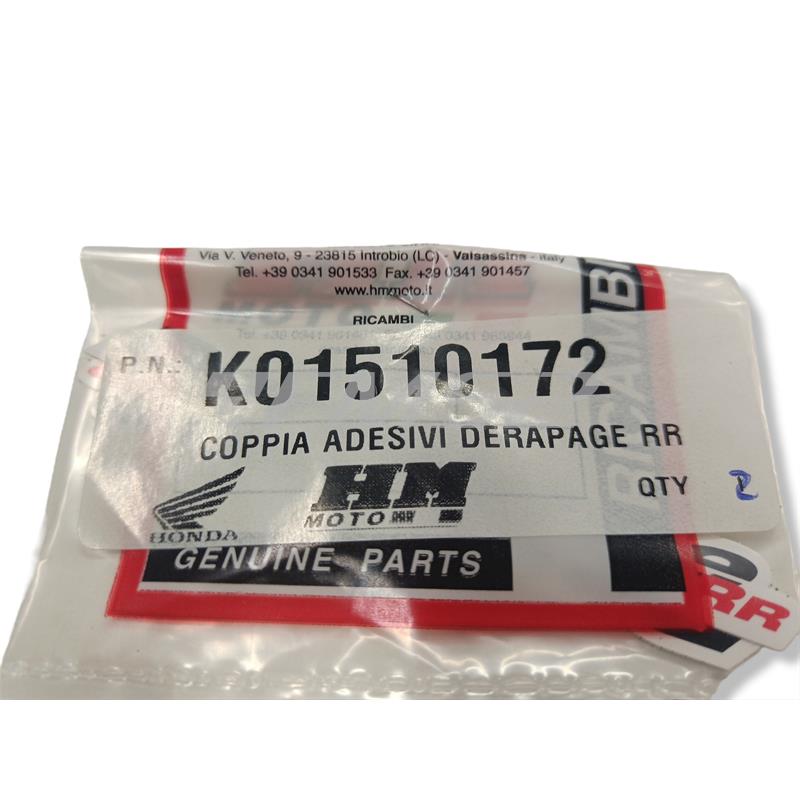 Via V. Veneto, 9 - 23815 Introbio (LC) - Valsassina - Italy
Tel. +39 0341 901533 Fax. +39 0341 901457
www.hmmoto.it
RICAMBI
P.N.: K01510172
COPPIA ADESIVI DERAPAGE RR
QTY 2
HM
MOTO
HONDA
GENUINE PARTS
RICAMBI
RR